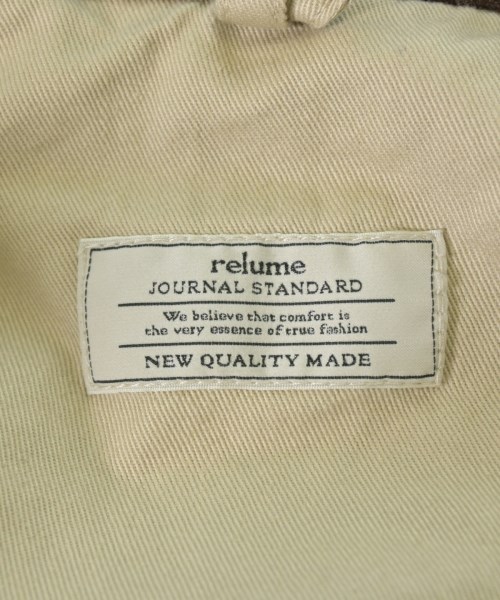 relume
JOURNAL STANDARD
We believe that comfort is
the very essence of true fashion
NEW QUALITY MADE